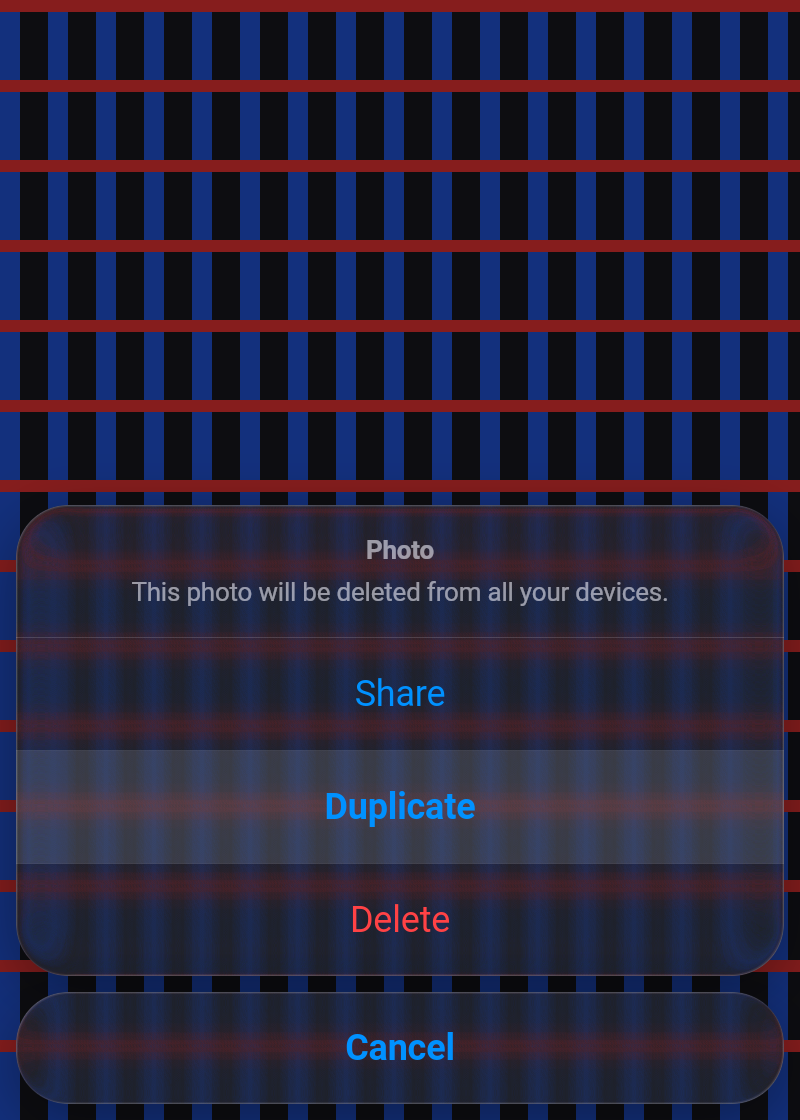 Photo
This photo will be deleted from all your devices.
Share
Duplicate
Delete
Cancel